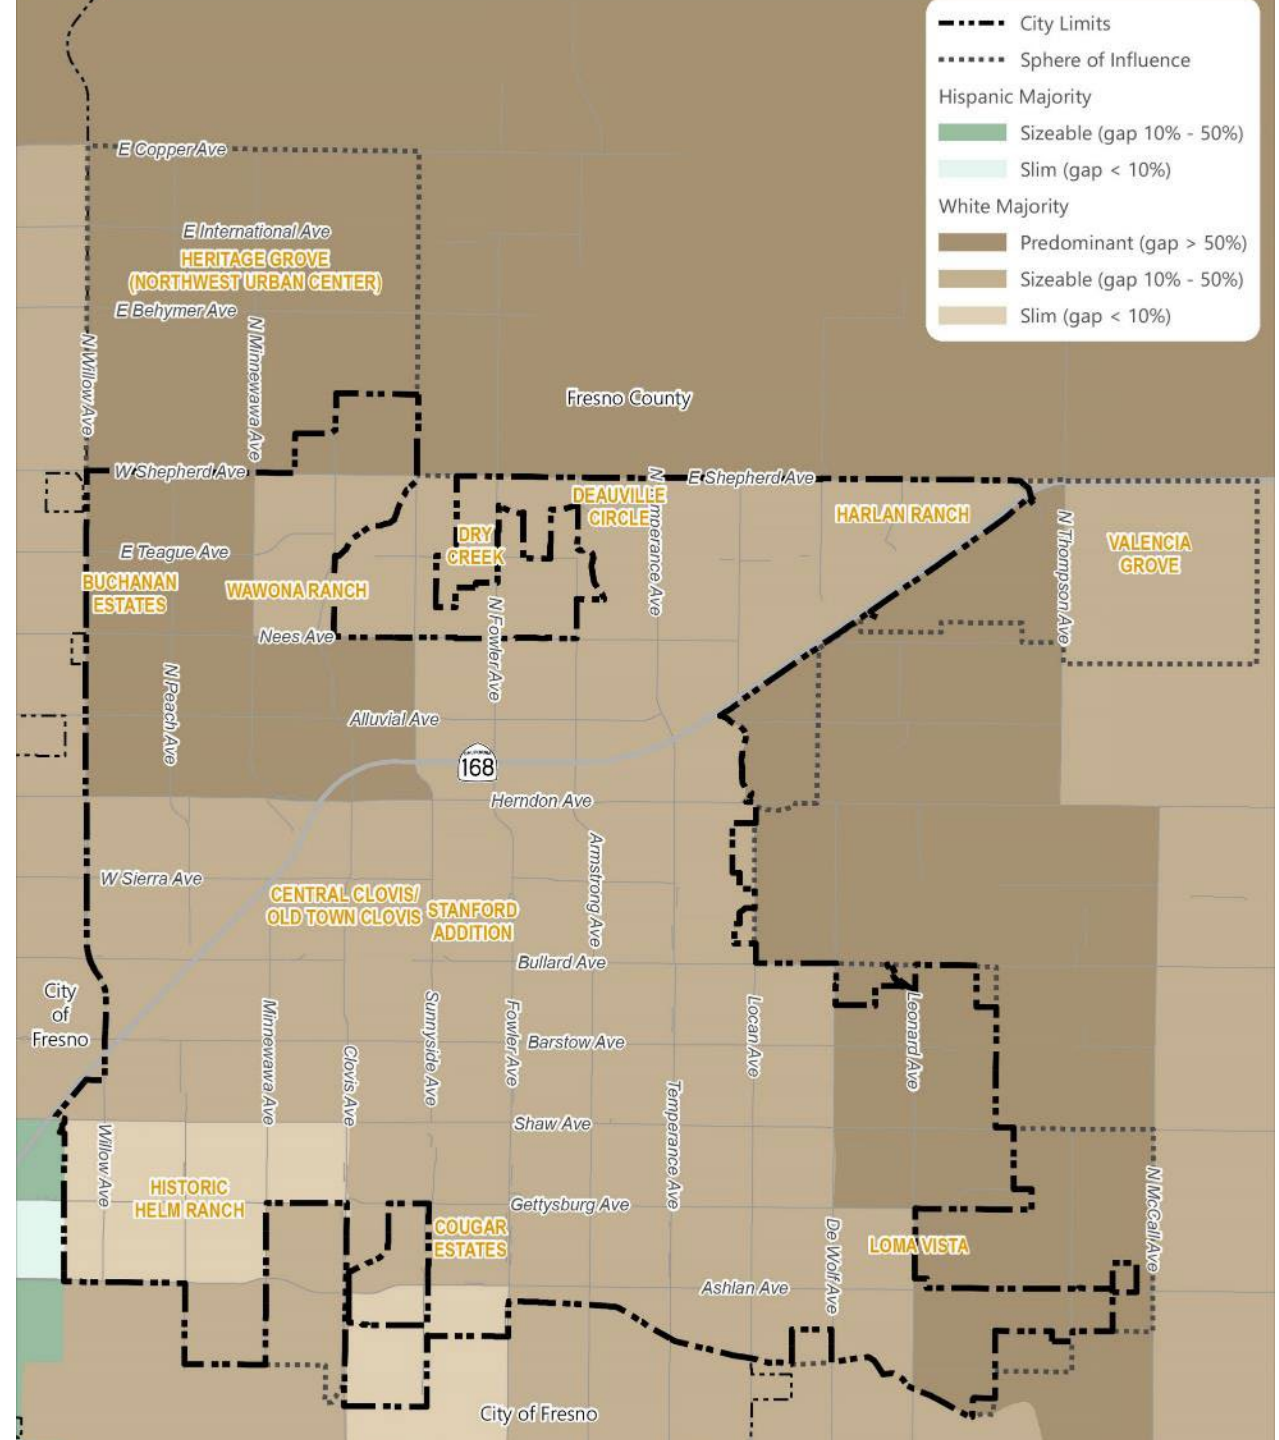 City Limits
Sphere of Influence
Hispanic Majority
Sizeable (gap 10% - 50%)
Slim (gap < 10%)
White Majority
Predominant (gap > 50%)
Sizeable (gap 10% - 50%)
Slim (gap < 10%)
E Copper Ave
E International Ave
HERITAGE GROVE
(NORTHWEST URBAN CENTER)
E Behymer Ave
N Willow Ave
N Minnewawa Ave
Fresno County
W Shepherd Ave
E Shepherd Ave
N Temperance Ave
DEAUVILLE
CIRCLE
HARLAN RANCH
DRY
CREEK
N Thompson Ave
VALENCIA
GROVE
E Teague Ave
BUCHANAN
ESTATES
WAWONA RANCH
N Fowler Ave
Nees Ave
N Peach Ave
Alluvial Ave
CALIFORNIA
168
Herndon Ave
Armstrong Ave
W Sierra Ave
CENTRAL CLOVIS/
OLD TOWN CLOVIS
STANFORD
ADDITION
Bullard Ave
City
of
Fresno
Minnewawa Ave
Clovis Ave
Sunnyside Ave
Fowler Ave
Barstow Ave
Locan Ave
Leonard Ave
Temperance Ave
Shaw Ave
Willow Ave
HISTORIC
HELM RANCH
Gettysburg Ave
COUGAR
ESTATES
De Wolf Ave
LOMA VISTA
N McCall Ave
Ashlan Ave
City of Fresno